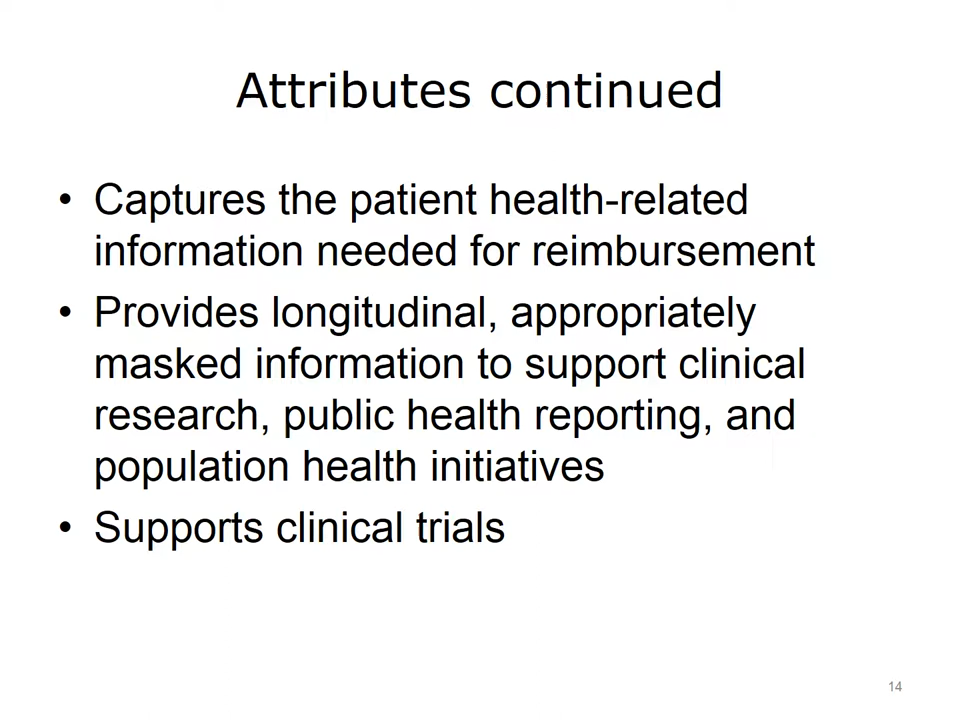 Attributes continued
• Captures the patient health-related
information needed for reimbursement
• Provides longitudinal, appropriately
masked information to support clinical
research, public health reporting, and
population health initiatives
• Supports clinical trials
14